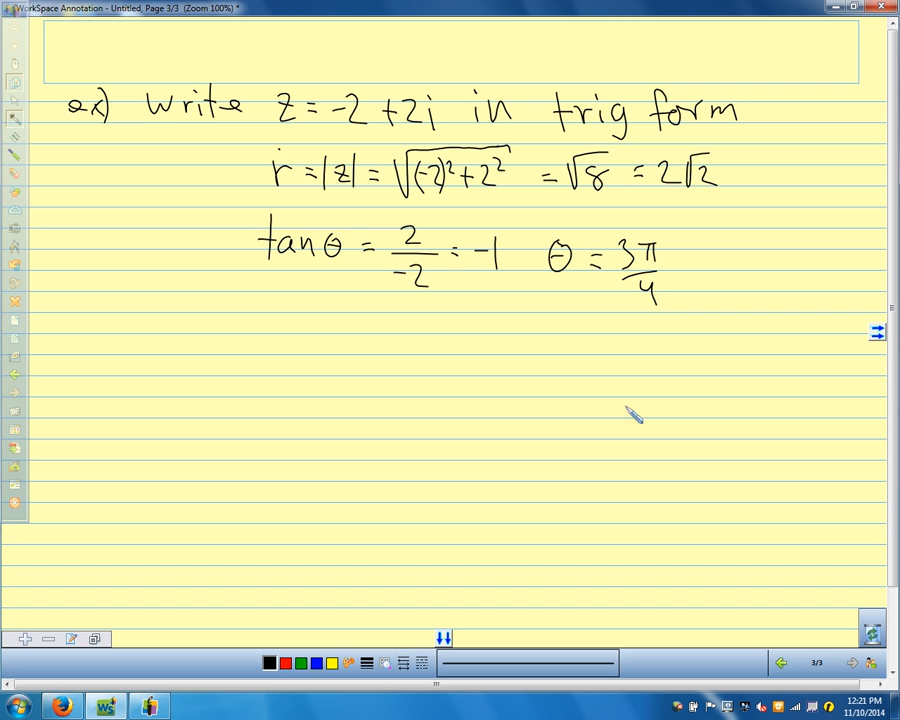 WorkSpace Annotation - Untitled, Page 3/3 (Zoom 100%) *
ex) Write z = -2 + 2i in trig form
r = |z| = √((-2)² + 2²) = √8 = 2√2
tan θ = 2/-2 = -1 θ = 3π/4
3/3
12:21 PM
11/10/2014